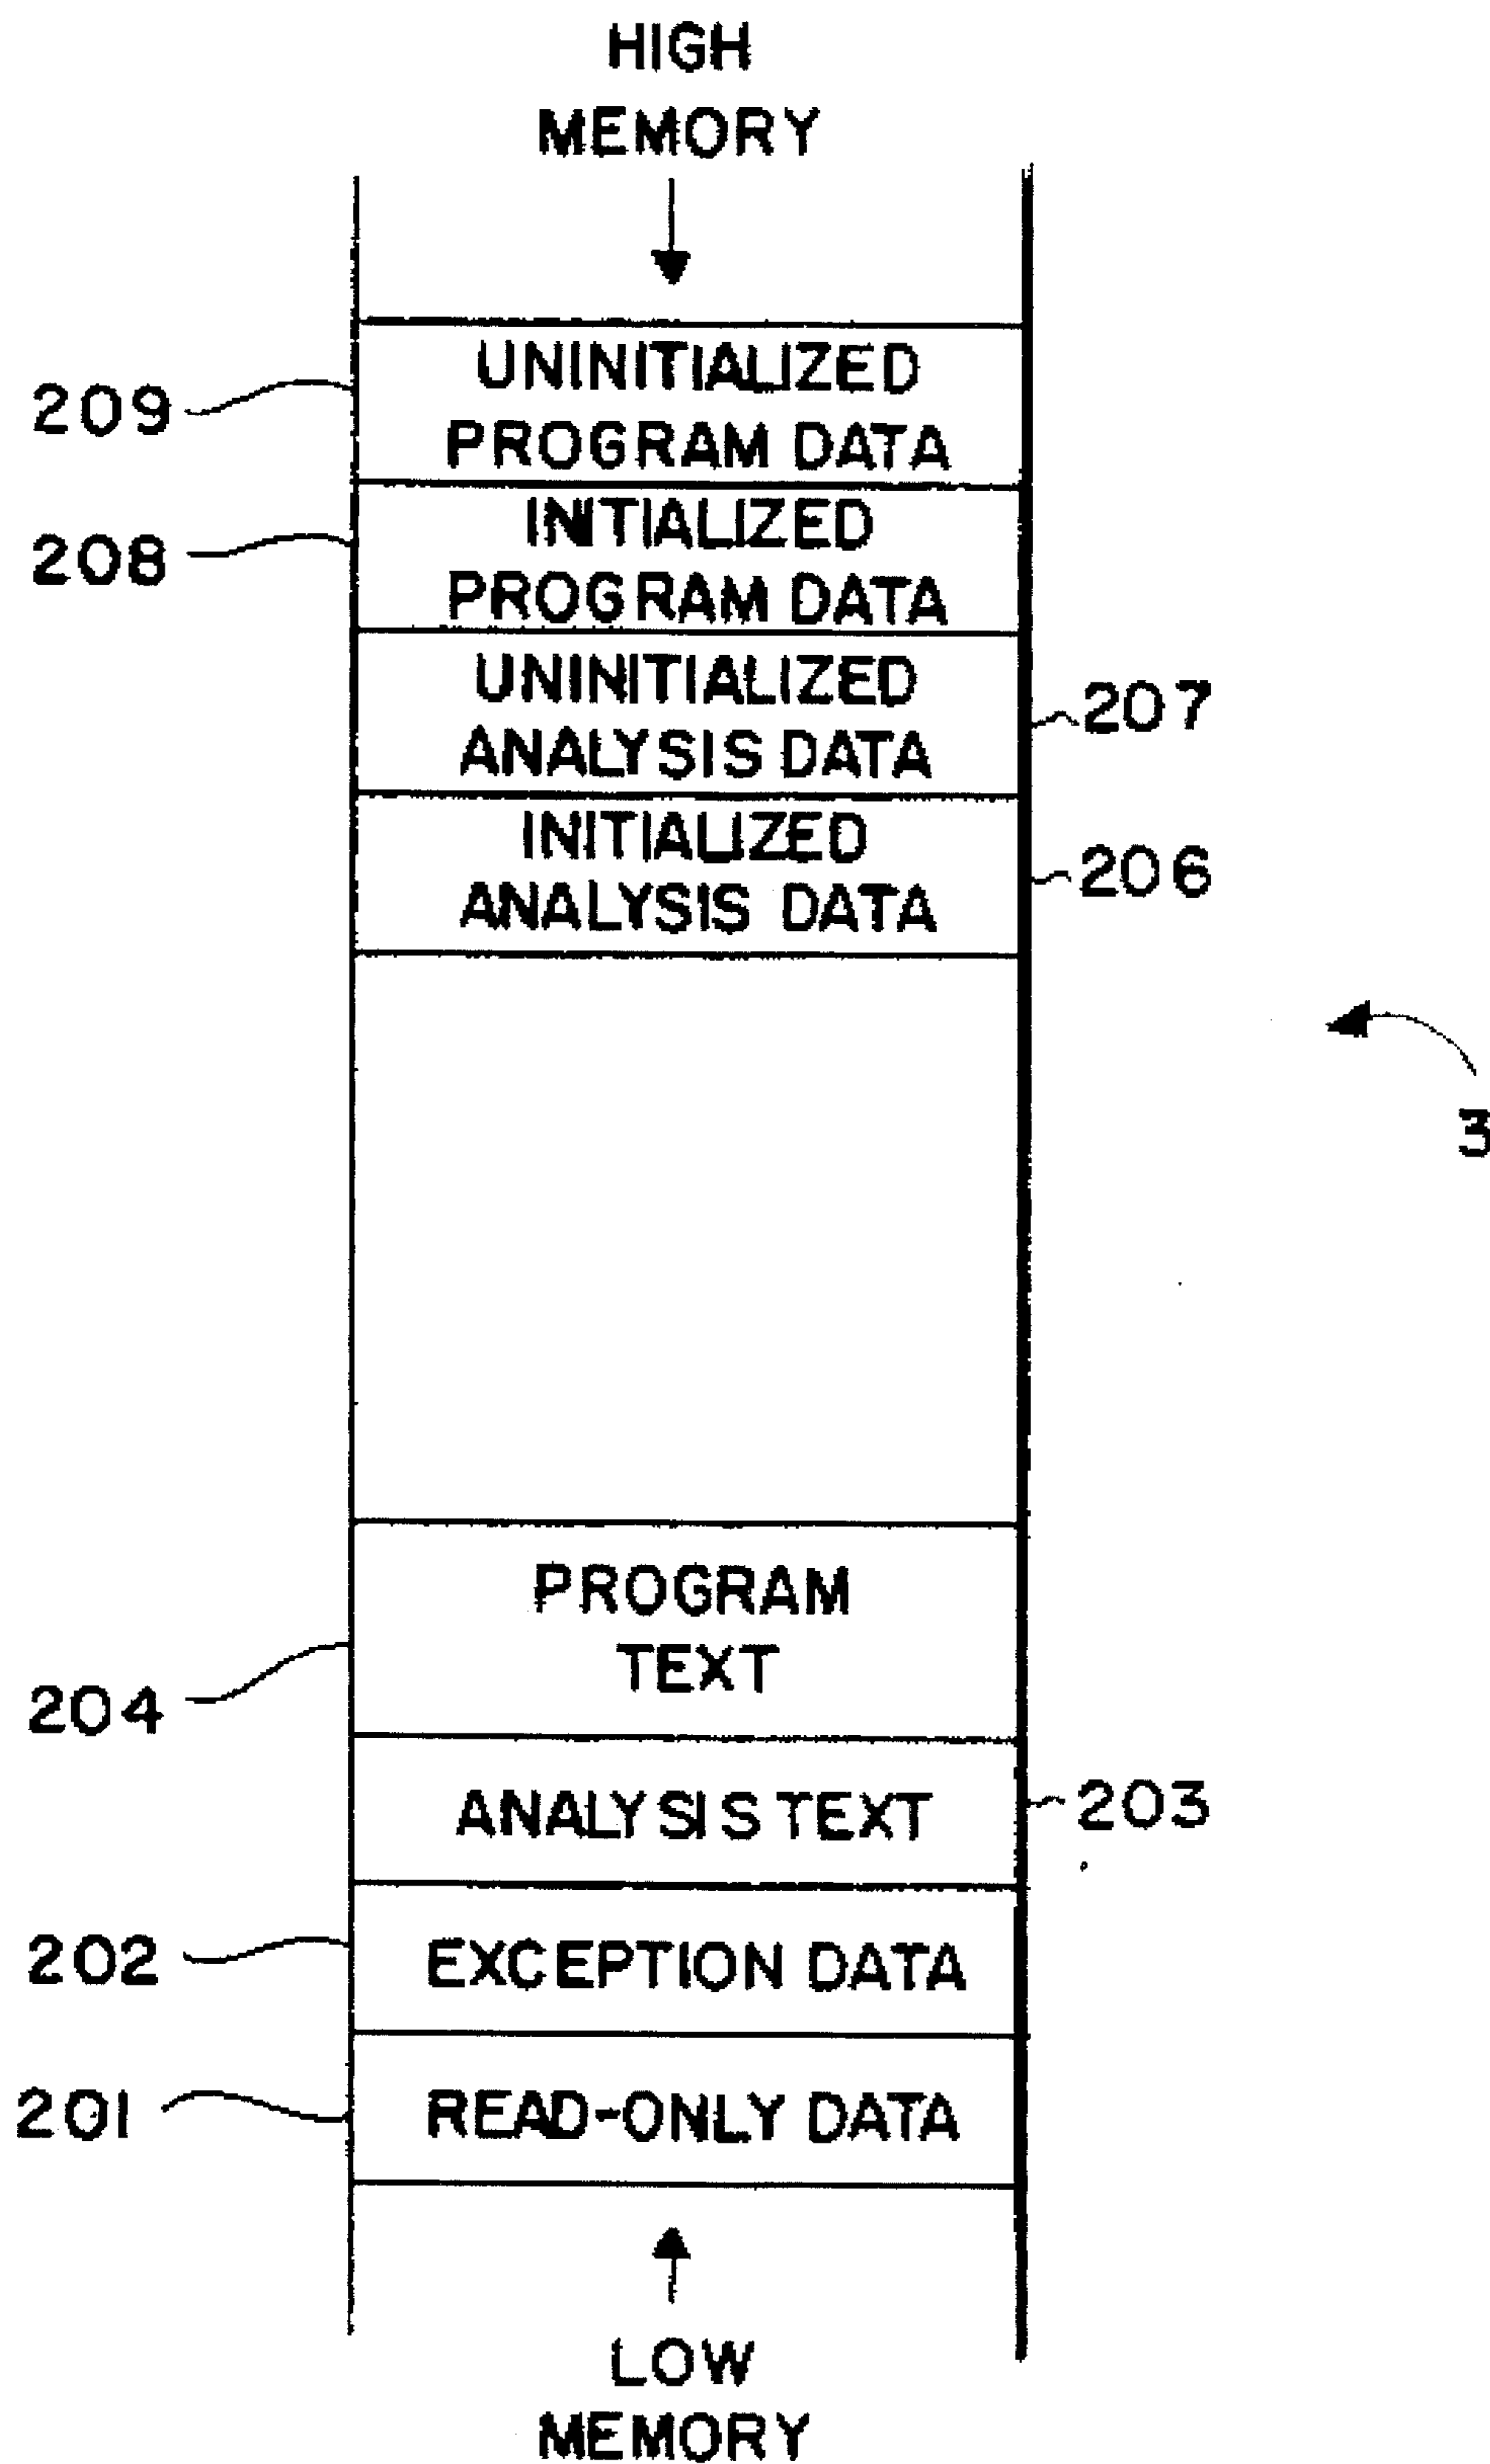 HIGH
MEMORY
UNINITIALIZED
PROGRAM DATA
209
INITIALIZED
PROGRAM DATA
208
UNINITIALIZED
ANALYSIS DATA
207
INITIALIZED
ANALYSIS DATA
206
3
PROGRAM
TEXT
204
ANALYSIS TEXT
203
EXCEPTION DATA
202
READ-ONLY DATA
201
LOW
MEMORY